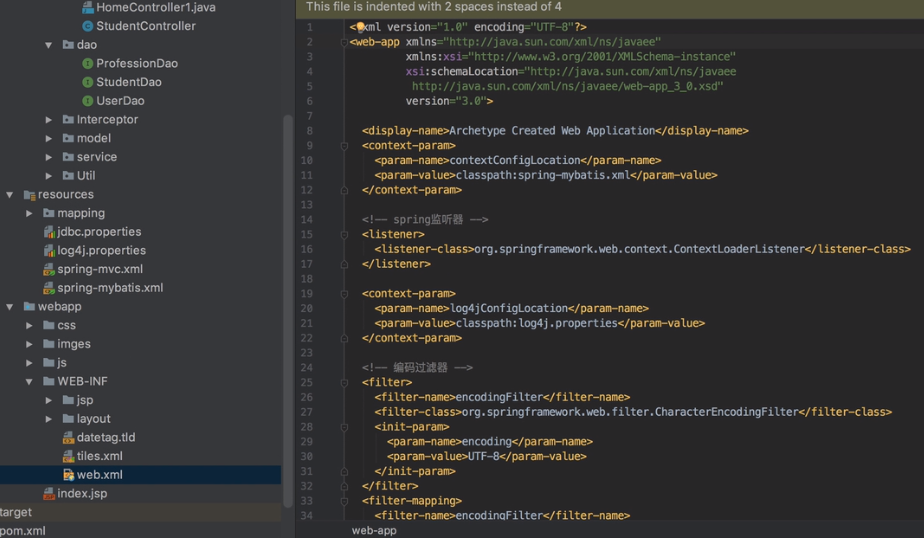 HomeController1.java
StudentController
dao
ProfessionDao
StudentDao
UserDao
Interceptor
model
service
Util
resources
mapping
jdbc.properties
log4j.properties
spring-mvc.xml
spring-mybatis.xml
webapp
css
imges
js
WEB-INF
jsp
layout
datetag.tld
tiles.xml
web.xml
index.jsp
target
pom.xml
This file is indented with 2 spaces instead of 4
1 <?xml version="1.0" encoding="UTF-8"?>
2 <web-app xmlns="http://java.sun.com/xml/ns/javaee"
3 xmlns:xsi="http://www.w3.org/2001/XMLSchema-instance"
4 xsi:schemaLocation="http://java.sun.com/xml/ns/javaee
5 http://java.sun.com/xml/ns/javaee/web-app_3_0.xsd"
6 version="3.0">
7
8 <display-name>Archetype Created Web Application</display-name>
9 <context-param>
10 <param-name>contextConfigLocation</param-name>
11 <param-value>classpath:spring-mybatis.xml</param-value>
12 </context-param>
13
14 <!-- spring监听器 -->
15 <listener>
16 <listener-class>org.springframework.web.context.ContextLoaderListener</listener-class>
17 </listener>
18
19 <context-param>
20 <param-name>log4jConfigLocation</param-name>
21 <param-value>classpath:log4j.properties</param-value>
22 </context-param>
23
24 <!-- 编码过滤器 -->
25 <filter>
26 <filter-name>encodingFilter</filter-name>
27 <filter-class>org.springframework.web.filter.CharacterEncodingFilter</filter-class>
28 <init-param>
29 <param-name>encoding</param-name>
30 <param-value>UTF-8</param-value>
31 </init-param>
32 </filter>
33 <filter-mapping>
34 <filter-name>encodingFilter</filter-name>
web-app